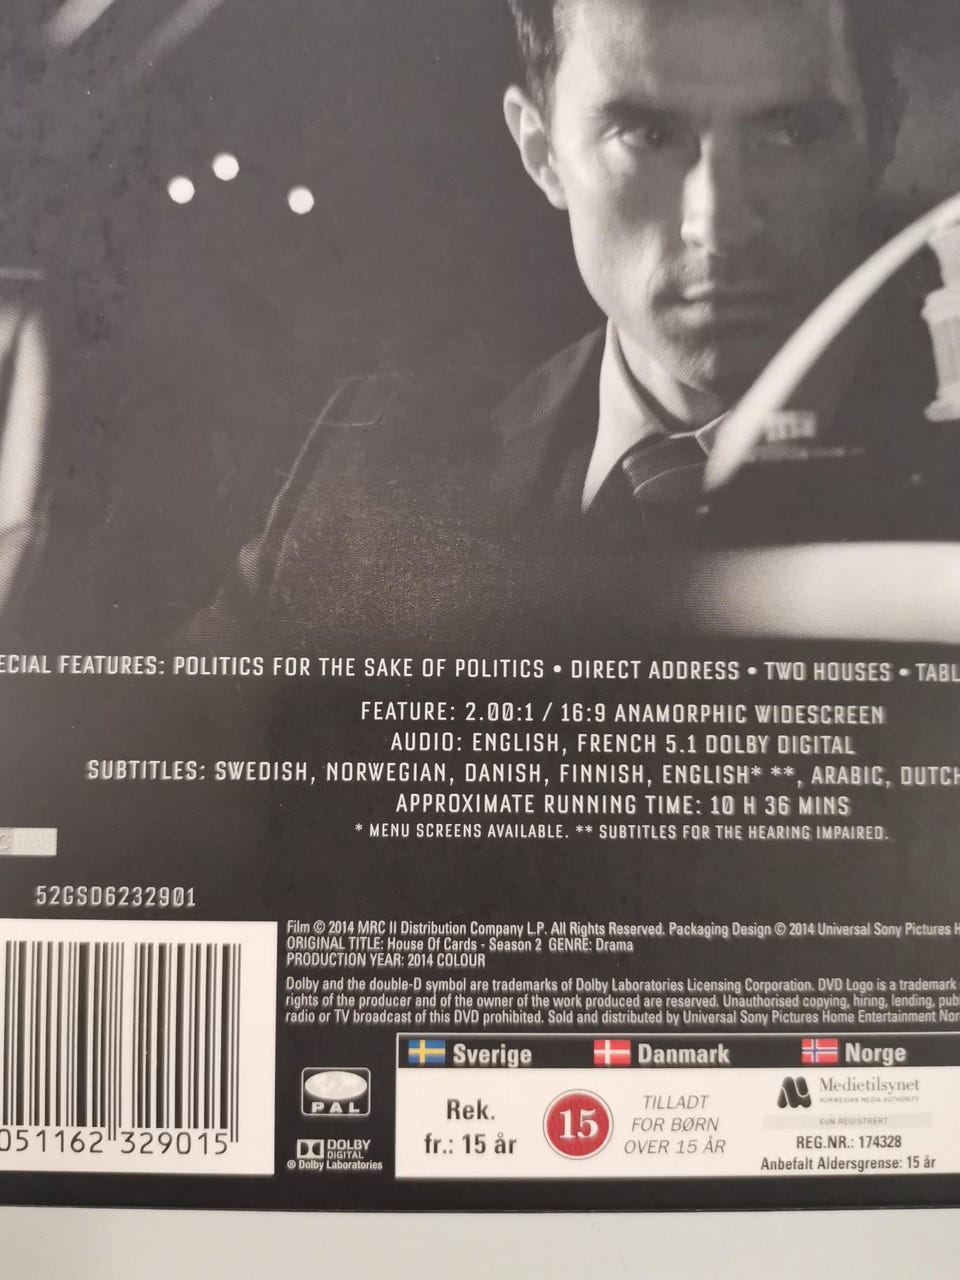 ECIAL FEATURES: POLITICS FOR THE SAKE OF POLITICS • DIRECT ADDRESS • TWO HOUSES • TABL
FEATURE: 2.00:1 / 16:9 ANAMORPHIC WIDESCREEN
AUDIO: ENGLISH, FRENCH 5.1 DOLBY DIGITAL
SUBTITLES: SWEDISH, NORWEGIAN, DANISH, FINNISH, ENGLISH* **, ARABIC, DUTCH
APPROXIMATE RUNNING TIME: 10 H 36 MINS
* MENU SCREENS AVAILABLE. ** SUBTITLES FOR THE HEARING IMPAIRED.
52GSD6232901
051162 329015
Film © 2014 MRC II Distribution Company L.P. All Rights Reserved. Packaging Design © 2014 Universal Sony Pictures H
ORIGINAL TITLE: House Of Cards - Season 2 GENRE: Drama
PRODUCTION YEAR: 2014 COLOUR
Dolby and the double-D symbol are trademarks of Dolby Laboratories Licensing Corporation. DVD Logo is a trademark
rights of the producer and of the owner of the work produced are reserved. Unauthorised copying, hiring, lending, pub
radio or TV broadcast of this DVD prohibited. Sold and distributed by Universal Sony Pictures Home Entertainment Nor
PAL
DOLBY
DIGITAL
© Dolby Laboratories
Sverige
Rek.
fr.: 15 år
Danmark
15
TILLADT
FOR BØRN
OVER 15 ÅR
Norge
Medietilsynet
NORWEGIAN MEDIA AUTHORITY
KUN REGISTRERT
REG.NR.: 174328
Anbefalt Aldersgrense: 15 år